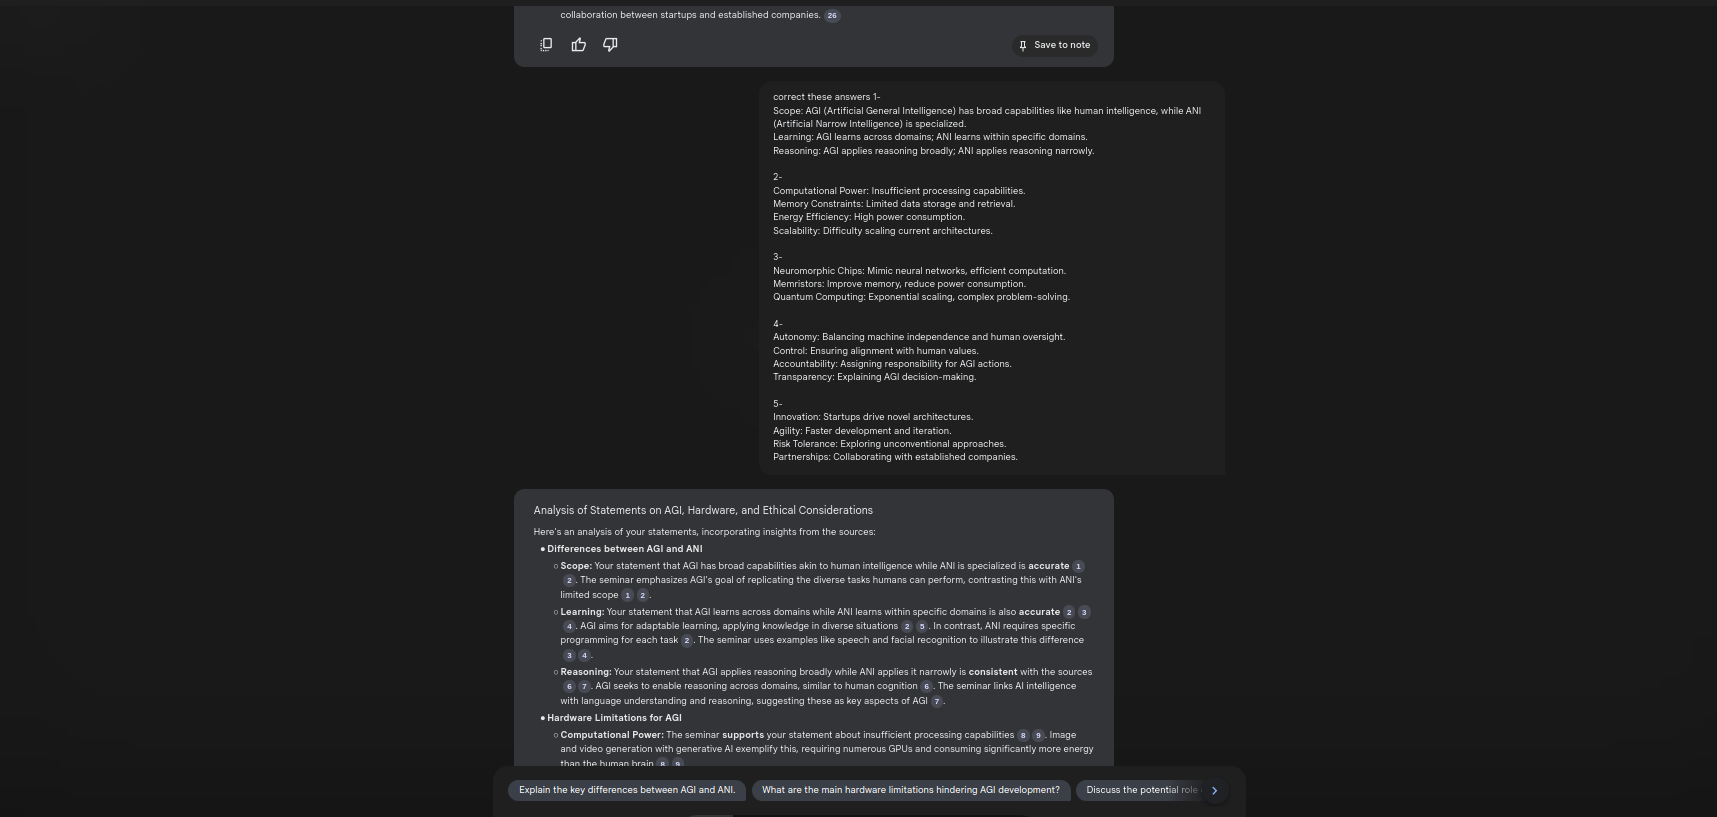 collaboration between startups and established companies. 26
Save to note
correct these answers 1-
Scope: AGI (Artificial General Intelligence) has broad capabilities like human intelligence, while ANI
(Artificial Narrow Intelligence) is specialized.
Learning: AGI learns across domains; ANI learns within specific domains.
Reasoning: AGI applies reasoning broadly; ANI applies reasoning narrowly.
2-
Computational Power: Insufficient processing capabilities.
Memory Constraints: Limited data storage and retrieval.
Energy Efficiency: High power consumption.
Scalability: Difficulty scaling current architectures.
3-
Neuromorphic Chips: Mimic neural networks, efficient computation.
Memristors: Improve memory, reduce power consumption.
Quantum Computing: Exponential scaling, complex problem-solving.
4-
Autonomy: Balancing machine independence and human oversight.
Control: Ensuring alignment with human values.
Accountability: Assigning responsibility for AGI actions.
Transparency: Explaining AGI decision-making.
5-
Innovation: Startups drive novel architectures.
Agility: Faster development and iteration.
Risk Tolerance: Exploring unconventional approaches.
Partnerships: Collaborating with established companies.
Analysis of Statements on AGI, Hardware, and Ethical Considerations
Here's an analysis of your statements, incorporating insights from the sources:
• Differences between AGI and ANI
○ Scope: Your statement that AGI has broad capabilities akin to human intelligence while ANI is specialized is accurate 1
2. The seminar emphasizes AGI's goal of replicating the diverse tasks humans can perform, contrasting this with ANI's
limited scope 1 2.
○ Learning: Your statement that AGI learns across domains while ANI learns within specific domains is also accurate 2 3
4. AGI aims for adaptable learning, applying knowledge in diverse situations 2 5. In contrast, ANI requires specific
programming for each task 2. The seminar uses examples like speech and facial recognition to illustrate this difference
3 4.
○ Reasoning: Your statement that AGI applies reasoning broadly while ANI applies it narrowly is consistent with the sources
6 7. AGI seeks to enable reasoning across domains, similar to human cognition 6. The seminar links AI intelligence
with language understanding and reasoning, suggesting these as key aspects of AGI 7.
• Hardware Limitations for AGI
○ Computational Power: The seminar supports your statement about insufficient processing capabilities 8 9. Image
and video generation with generative AI exemplify this, requiring numerous GPUs and consuming significantly more energy
than the human brain 8 9
Explain the key differences between AGI and ANI.
What are the main hardware limitations hindering AGI development?
Discuss the potential role